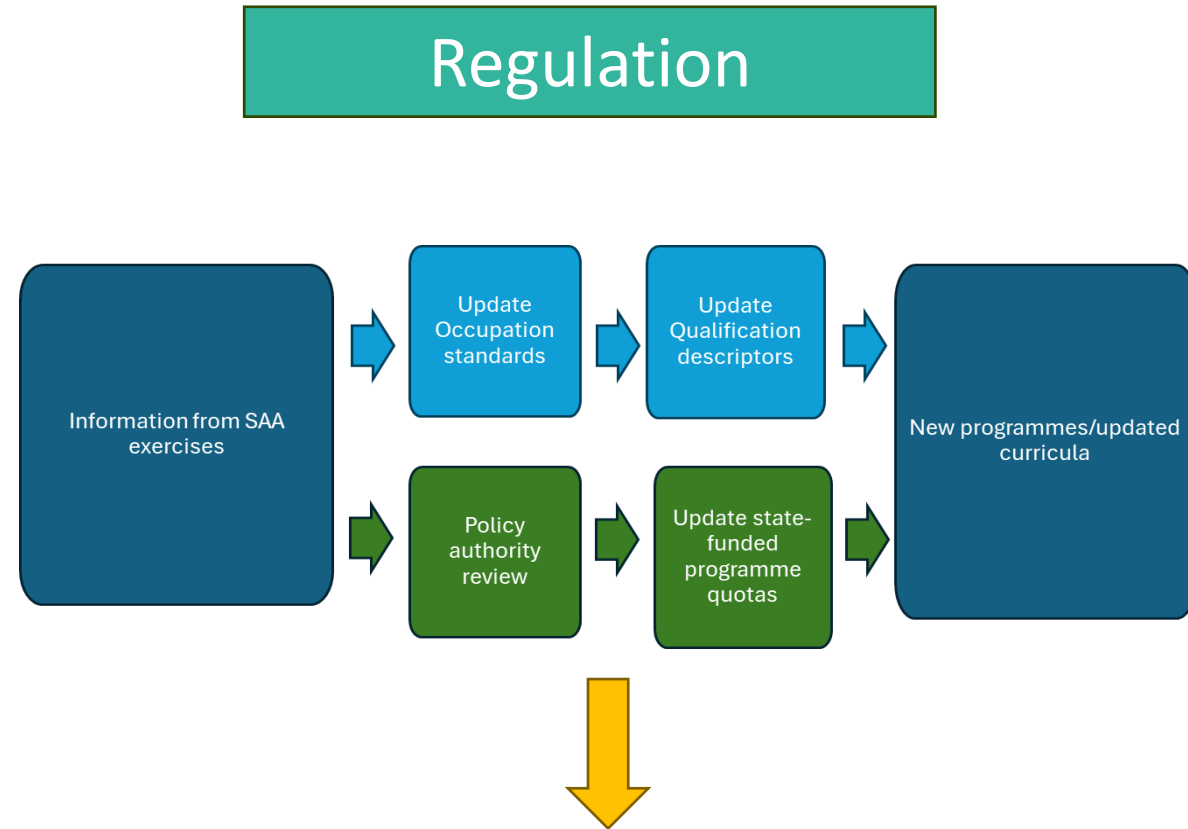 Regulation
Information from SAA
exercises
Update
Occupation
standards
Update
Qualification
descriptors
New programmes/updated
curricula
Policy
authority
review
Update state-
funded
programme
quotas